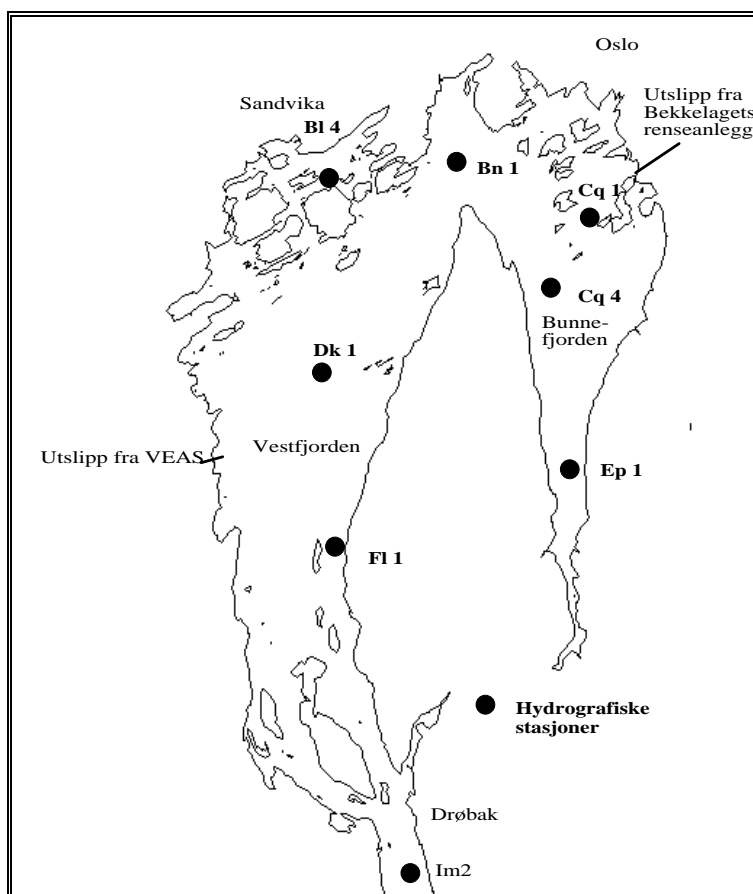 Oslo
Utslipp fra
Bekkelagets
renseanlegg
Sandvika
Bl 4
Bn 1
Cq 1
Cq 4
Bunne-
fjorden
Dk 1
Utslipp fra VEAS
Vestfjorden
Ep 1
Fl 1
Hydrografiske
stasjoner
Drøbak
Im2